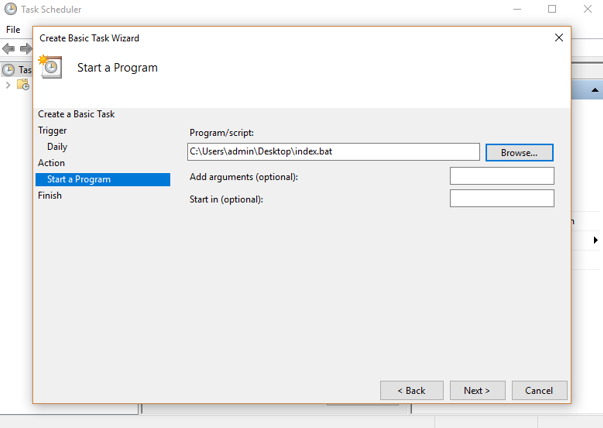 Task Scheduler
File
Create Basic Task Wizard
Start a Program
Create a Basic Task
Trigger
Daily
Action
Start a Program
Finish
Program/script:
C:\Users\admin\Desktop\index.bat
Browse...
Add arguments (optional):
Start in (optional):
< Back
Next >
Cancel